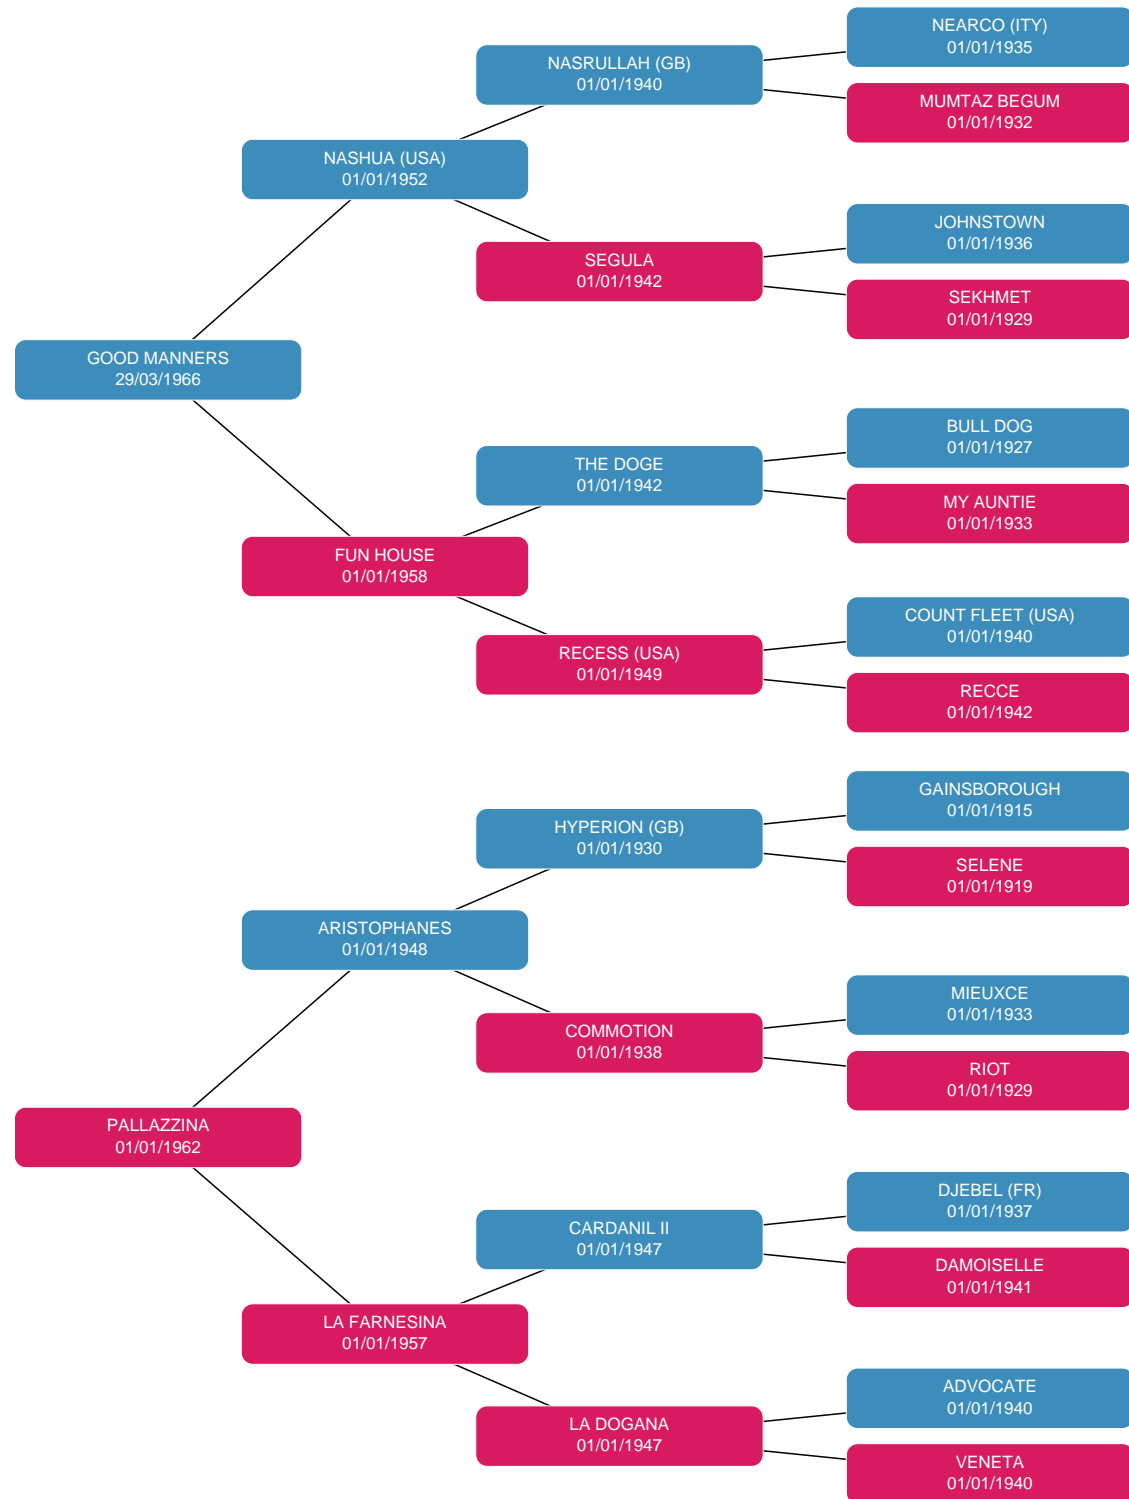 NEARCO (ITY)
01/01/1935
NASRULLAH (GB)
01/01/1940
MUMTAZ BEGUM
01/01/1932
NASHUA (USA)
01/01/1952
JOHNSTOWN
01/01/1936
SEGULA
01/01/1942
SEKHMET
01/01/1929
GOOD MANNERS
29/03/1966
BULL DOG
01/01/1927
THE DOGE
01/01/1942
MY AUNTIE
01/01/1933
FUN HOUSE
01/01/1958
COUNT FLEET (USA)
01/01/1940
RECESS (USA)
01/01/1949
RECCE
01/01/1942
GAINSBOROUGH
01/01/1915
HYPERION (GB)
01/01/1930
SELENE
01/01/1919
ARISTOPHANES
01/01/1948
MIEUXCE
01/01/1933
COMMOTION
01/01/1938
RIOT
01/01/1929
PALLAZZINA
01/01/1962
DJEBEL (FR)
01/01/1937
CARDANIL II
01/01/1947
DAMOISELLE
01/01/1941
LA FARNESINA
01/01/1957
ADVOCATE
01/01/1940
LA DOGANA
01/01/1947
VENETA
01/01/1940